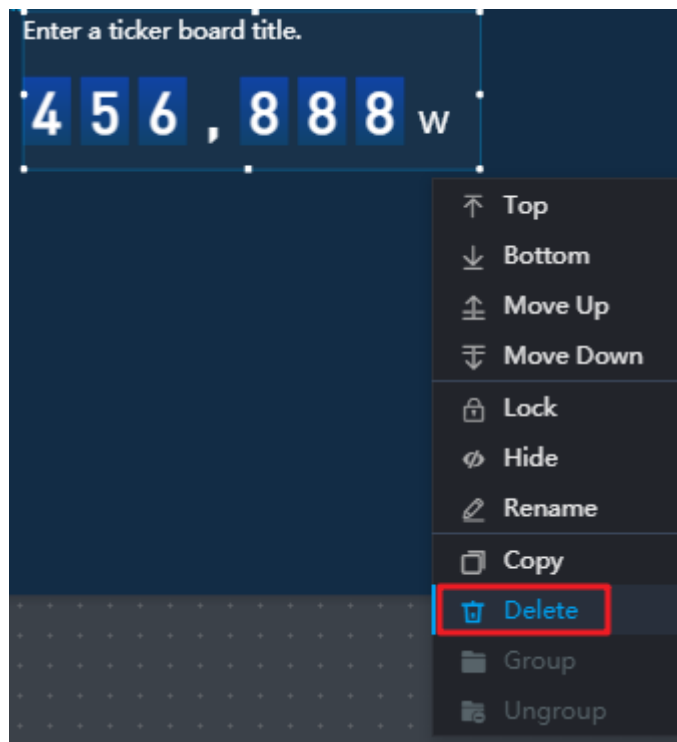 Enter a ticker board title.
456,888 w
Top
Bottom
Move Up
Move Down
Lock
Hide
Rename
Copy
Delete
Group
Ungroup